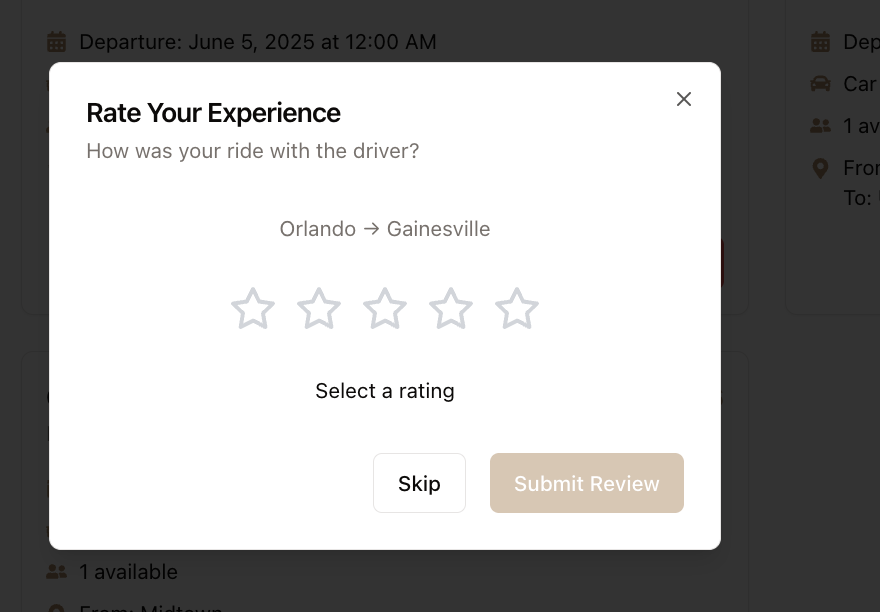 Departure: June 5, 2025 at 12:00 AM
Dep
Car
1 av
From
To:
Rate Your Experience
How was your ride with the driver?
Orlando → Gainesville
Select a rating
Skip
Submit Review
1 available
From: Midtown